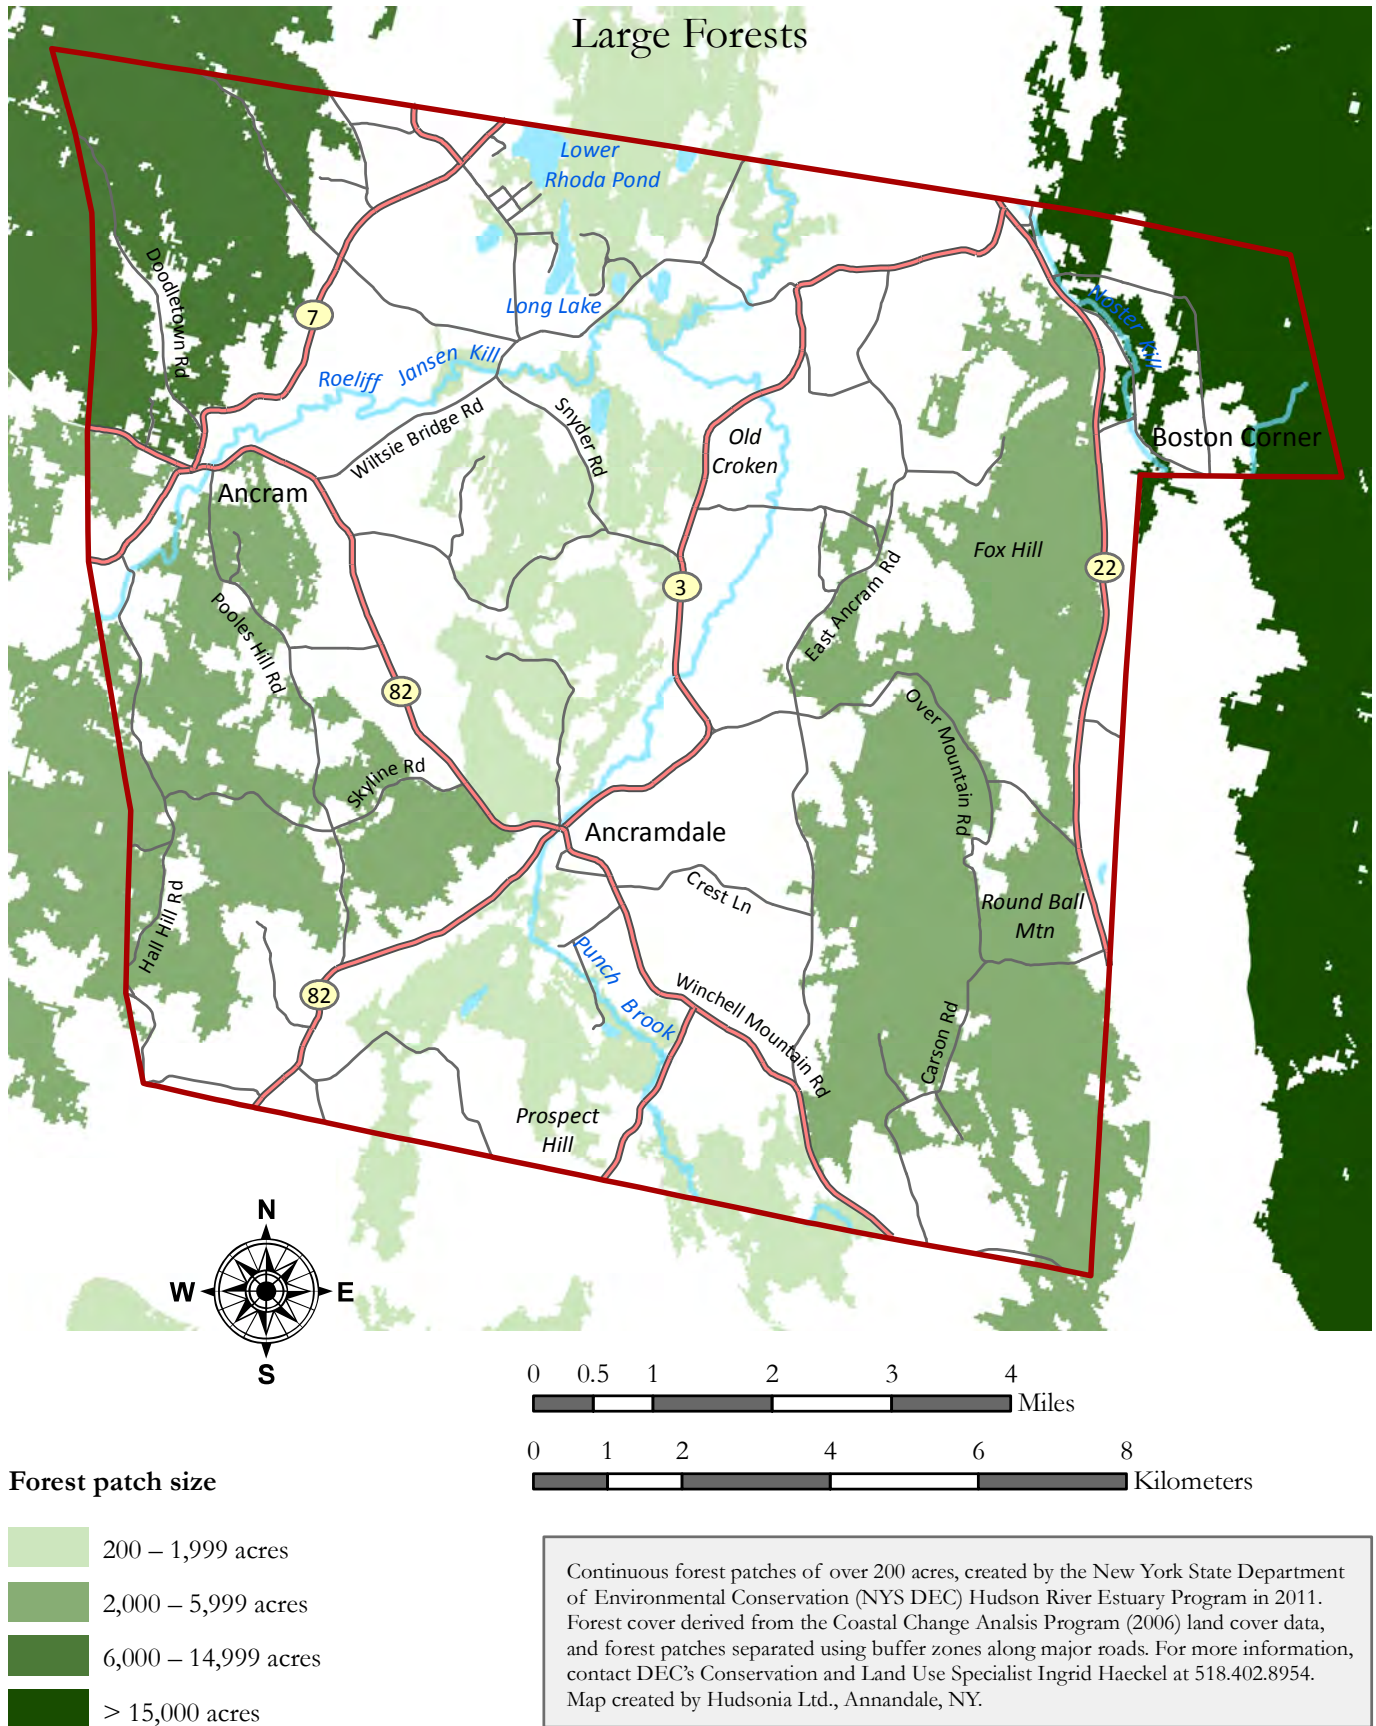 Large Forests
Lower
Rhoda Pond
Doodletown Rd
7
Long Lake
Noster Kill
Roeliff Jansen Kill
Wiltsie Bridge Rd
Snyder Rd
Old
Croken
Boston Corner
Ancram
Fox Hill
22
3
East Ancram Rd
Pooles Hill Rd
82
Over Mountain Rd
Skyline Rd
Ancramdale
Crest Ln
Round Ball
Mtn
Hall Hill Rd
Punch Brook
82
Winchell Mountain Rd
Carson Rd
Prospect
Hill
N
W E
S
0 0.5 1 2 3 4
Miles
0 1 2 4 6 8
Kilometers
Forest patch size
200 – 1,999 acres
2,000 – 5,999 acres
6,000 – 14,999 acres
> 15,000 acres
Continuous forest patches of over 200 acres, created by the New York State Department
of Environmental Conservation (NYS DEC) Hudson River Estuary Program in 2011.
Forest cover derived from the Coastal Change Analsis Program (2006) land cover data,
and forest patches separated using buffer zones along major roads. For more information,
contact DEC's Conservation and Land Use Specialist Ingrid Haeckel at 518.402.8954.
Map created by Hudsonia Ltd., Annandale, NY.